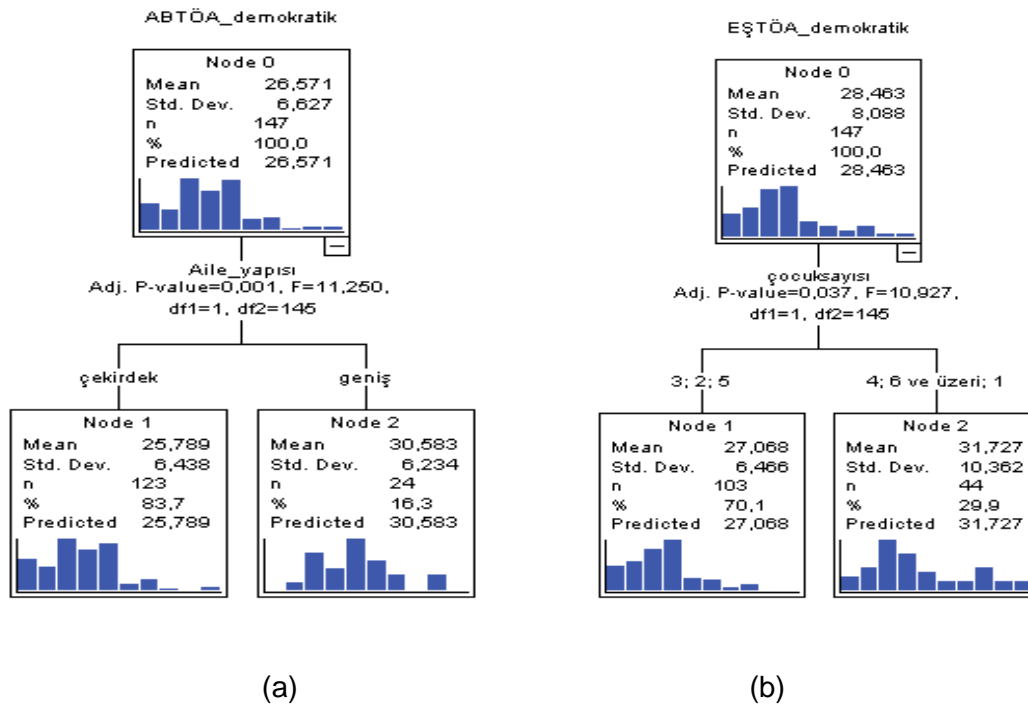 ABTÖA_demokratik
Node 0
Mean 26,571
Std. Dev. 6,627
n 147
% 100,0
Predicted 26,571
Aile_yapısı
Adj. P-value=0,001, F=11,250,
df1=1, df2=145
çekirdek
geniş
Node 1
Mean 25,789
Std. Dev. 6,438
n 123
% 83,7
Predicted 25,789
Node 2
Mean 30,583
Std. Dev. 6,234
n 24
% 16,3
Predicted 30,583
(a)
EŞTÖA_demokratik
Node 0
Mean 28,463
Std. Dev. 8,088
n 147
% 100,0
Predicted 28,463
çocuksayısı
Adj. P-value=0,037, F=10,927,
df1=1, df2=145
3; 2; 5
4; 6 ve üzeri; 1
Node 1
Mean 27,068
Std. Dev. 6,466
n 103
% 70,1
Predicted 27,068
Node 2
Mean 31,727
Std. Dev. 10,362
n 44
% 29,9
Predicted 31,727
(b)